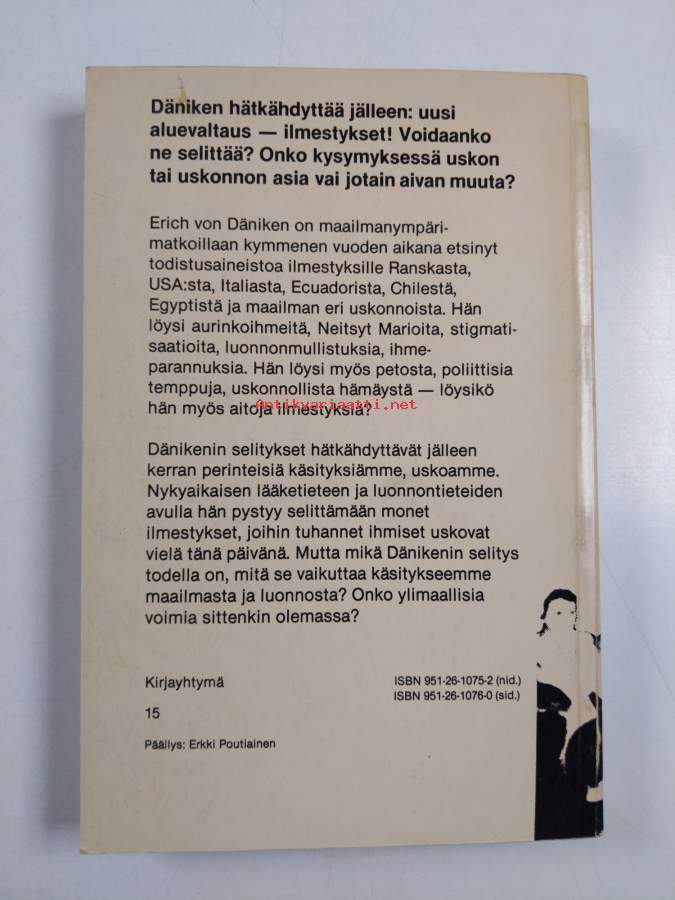 Däniken hätkähdyttää jälleen: uusi
aluevaltaus — ilmestykset! Voidaanko
ne selittää? Onko kysymyksessä uskon
tai uskonnon asia vai jotain aivan muuta?
Erich von Däniken on maailmanympäri-
matkoillaan kymmenen vuoden aikana etsinyt
todistusaineistoa ilmestyksille Ranskasta,
USA:sta, Italiasta, Ecuadorista, Chilestä,
Egyptistä ja maailman eri uskonnoista. Hän
löysi aurinkoihmeitä, Neitsyt Marioita, stigmati-
saatioita, luonnonmullistuksia, ihme-
parannuksia. Hän löysi myös petosta, poliittisia
temppuja, uskonnollista hämäystä — löysikö
hän myös aitoja ilmestyksiä?
Antikvariaatti.net
Dänikenin selitykset hätkähdyttävät jälleen
kerran perinteisiä käsityksiämme, uskoamme.
Nykyaikaisen lääketieteen ja luonnontieteiden
avulla hän pystyy selittämään monet
ilmestykset, joihin tuhannet ihmiset uskovat
vielä tänä päivänä. Mutta mikä Dänikenin selitys
todella on, mitä se vaikuttaa käsitykseemme
maailmasta ja luonnosta? Onko ylimaallisia
voimia sittenkin olemassa?
Kirjayhtymä
ISBN 951-26-1075-2 (nid.)
ISBN 951-26-1076-0 (sid.)
15
Päällys: Erkki Poutiainen